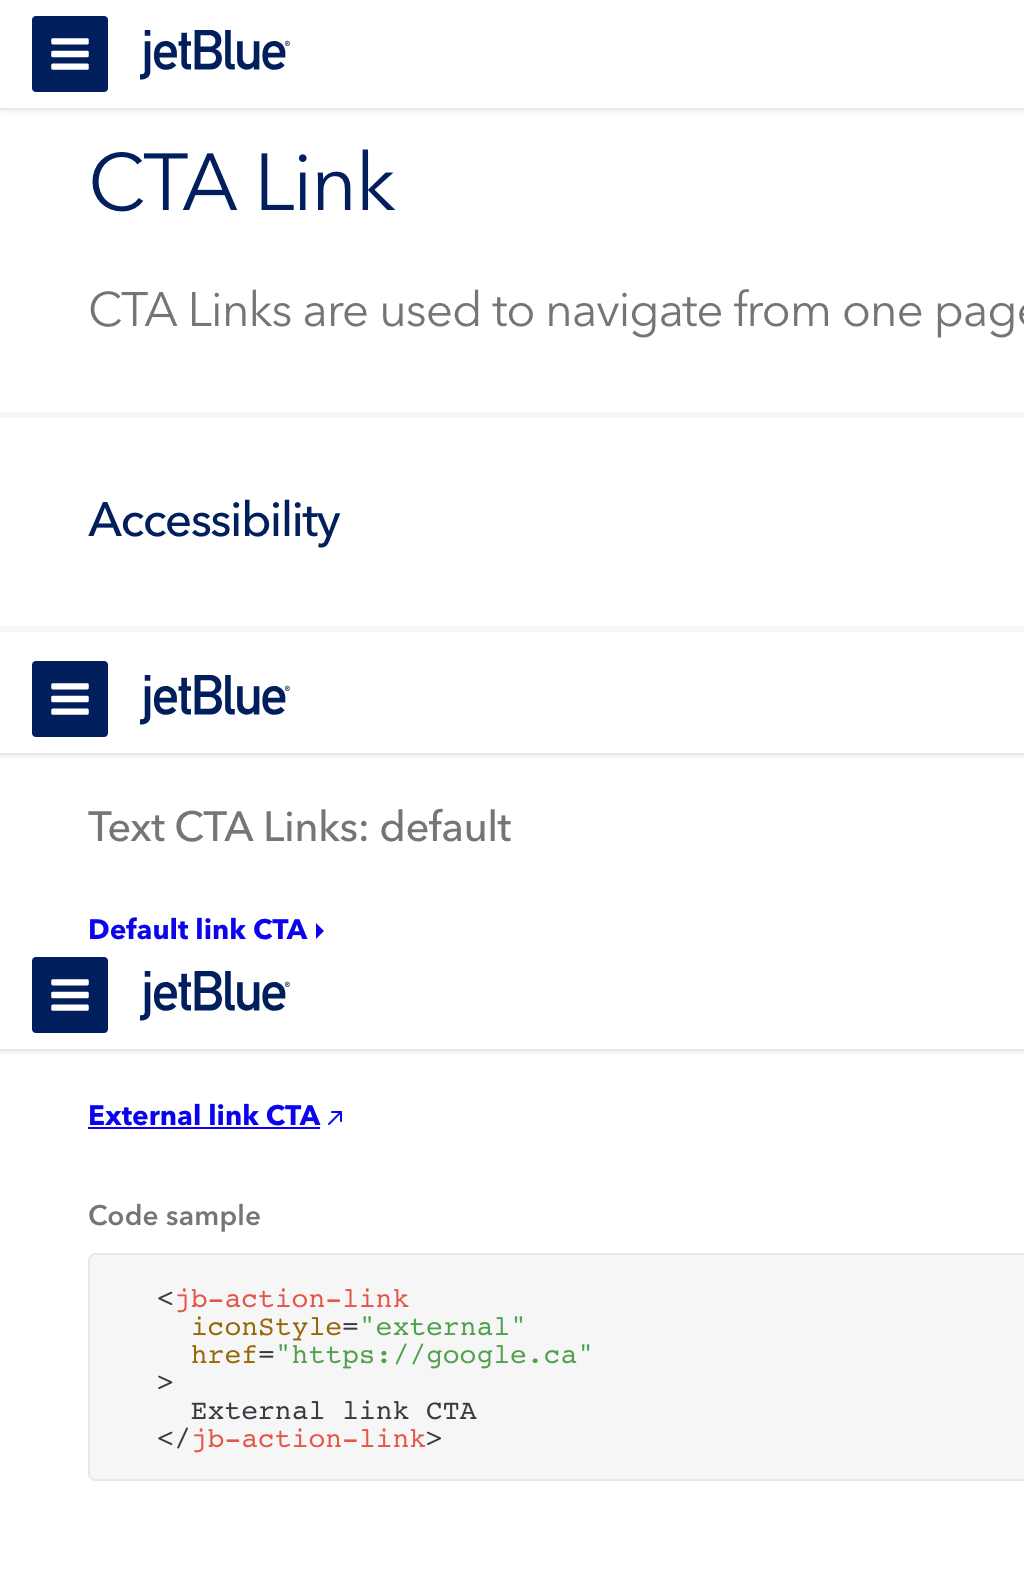 jetBlue®
CTA Link
CTA Links are used to navigate from one page
Accessibility
jetBlue®
Text CTA Links: default
Default link CTA
jetBlue®
External link CTA
Code sample
<jb-action-link
iconStyle="external"
href="https://google.ca"
>
External link CTA
</jb-action-link>